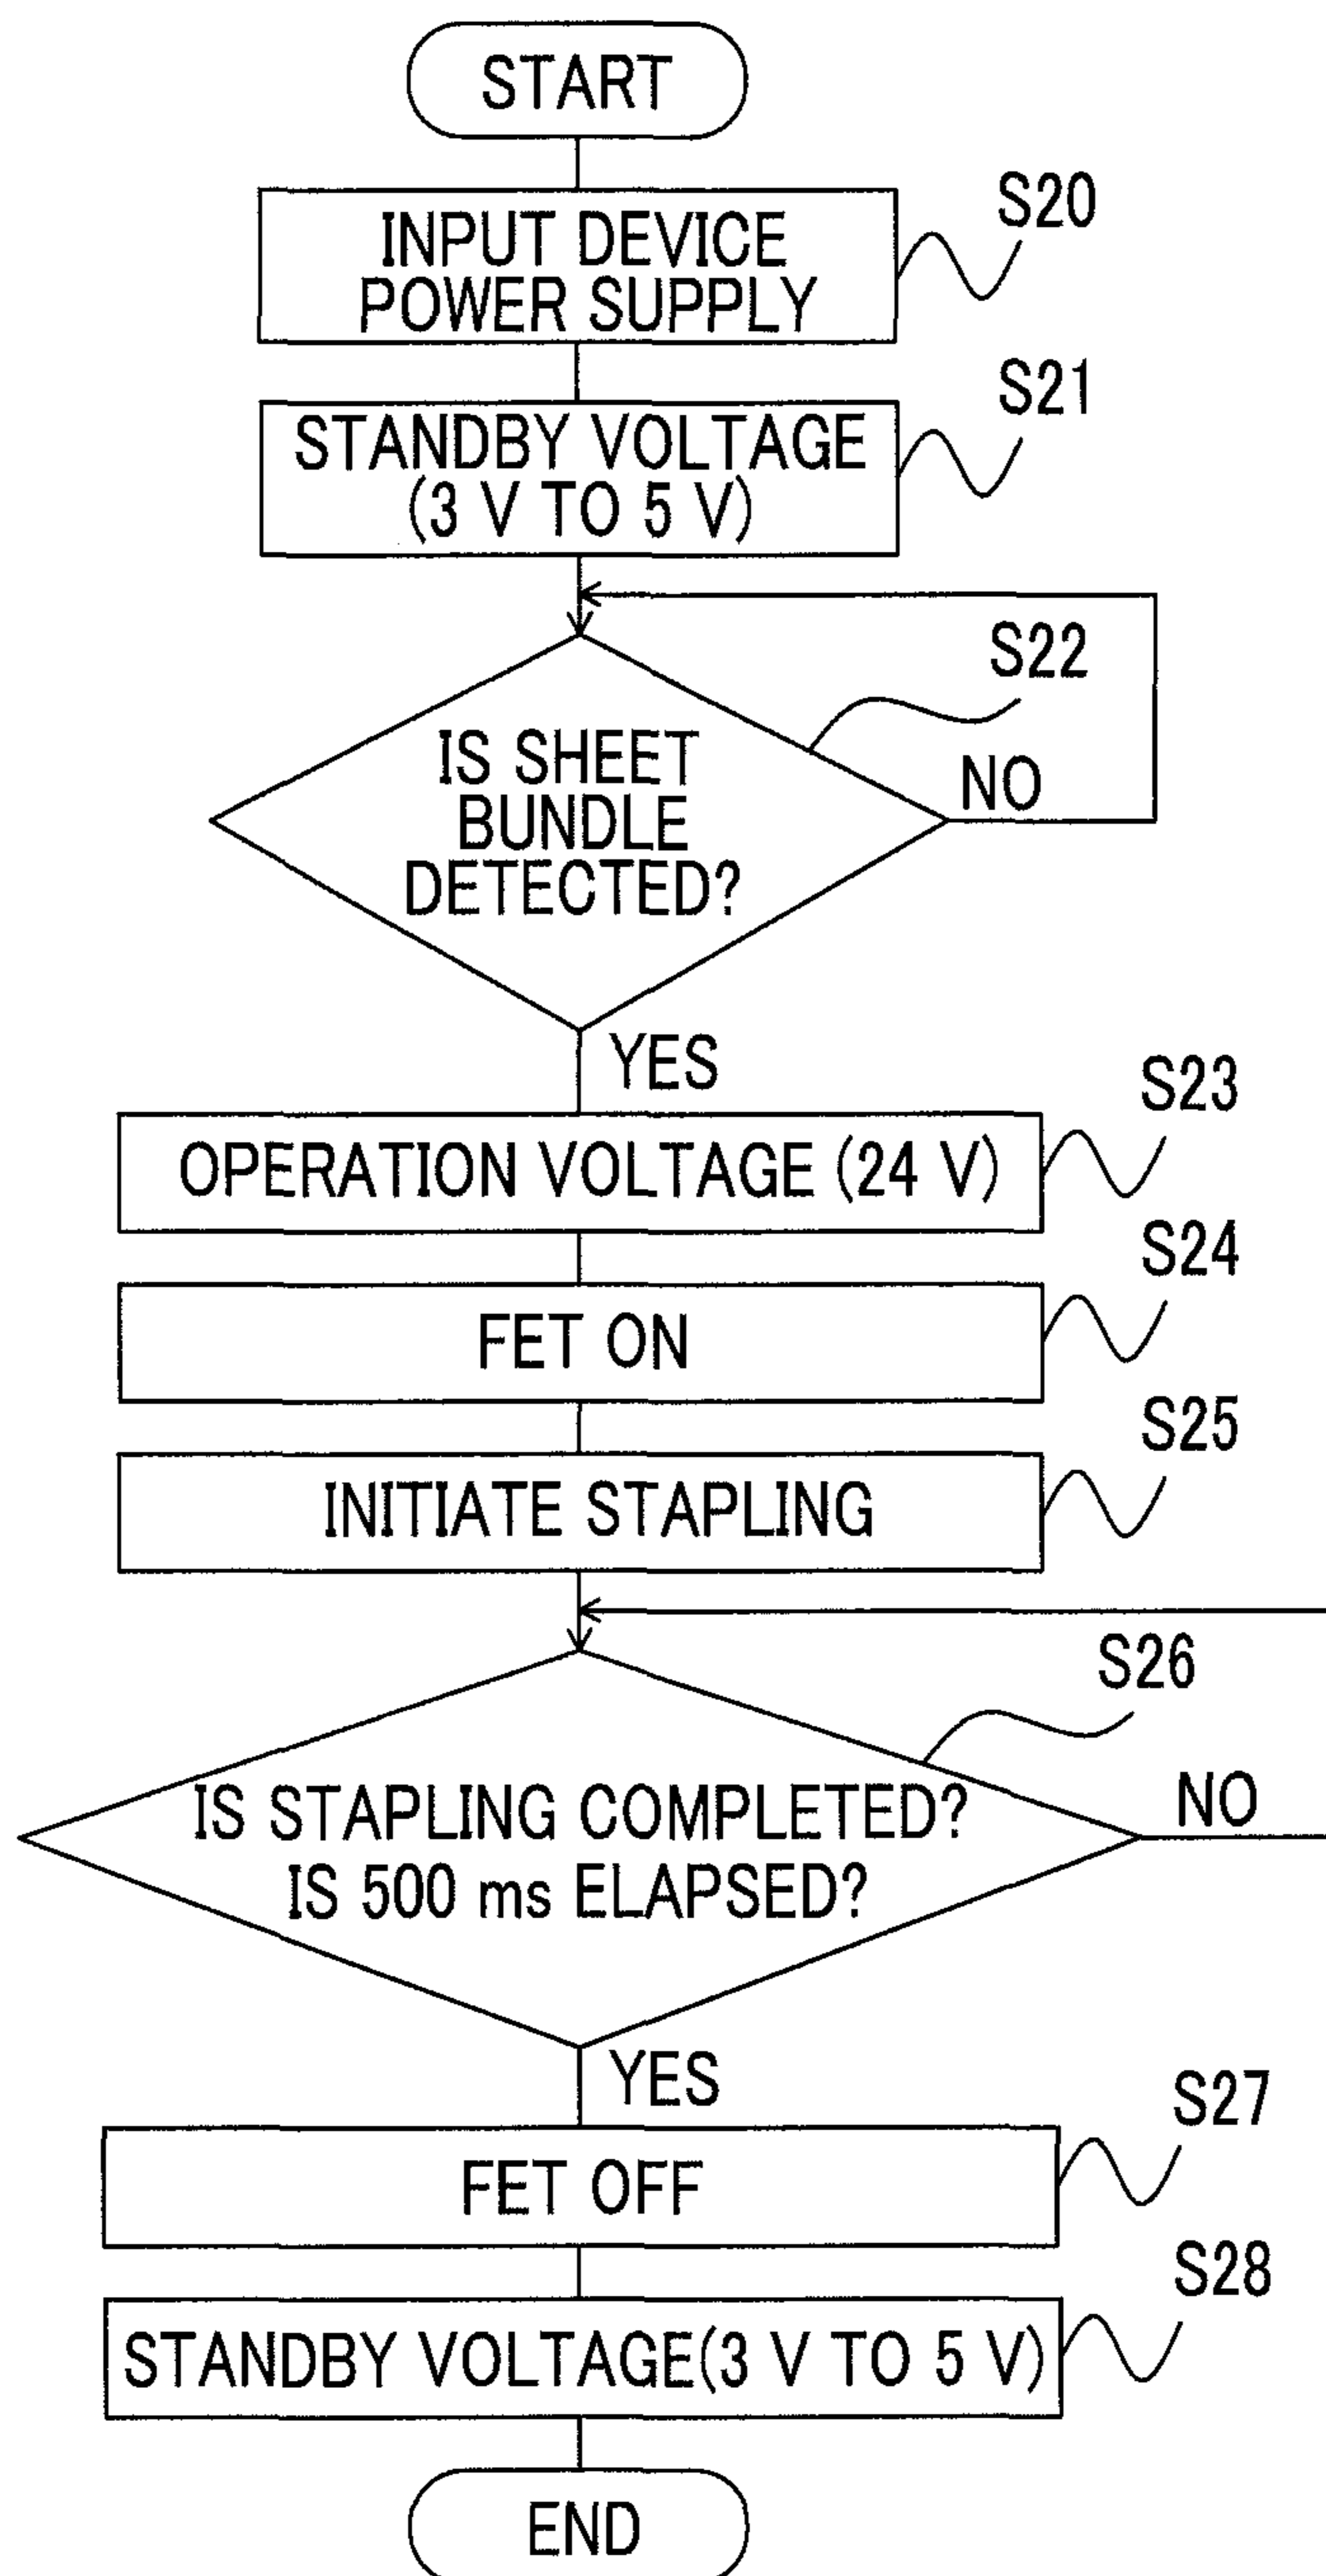 START
INPUT DEVICE
POWER SUPPLY
S20
STANDBY VOLTAGE
(3 V TO 5 V)
S21
IS SHEET
BUNDLE
DETECTED?
S22
NO
YES
OPERATION VOLTAGE (24 V)
S23
FET ON
S24
INITIATE STAPLING
S25
IS STAPLING COMPLETED?
IS 500 ms ELAPSED?
S26
NO
YES
FET OFF
S27
STANDBY VOLTAGE(3 V TO 5 V)
S28
END